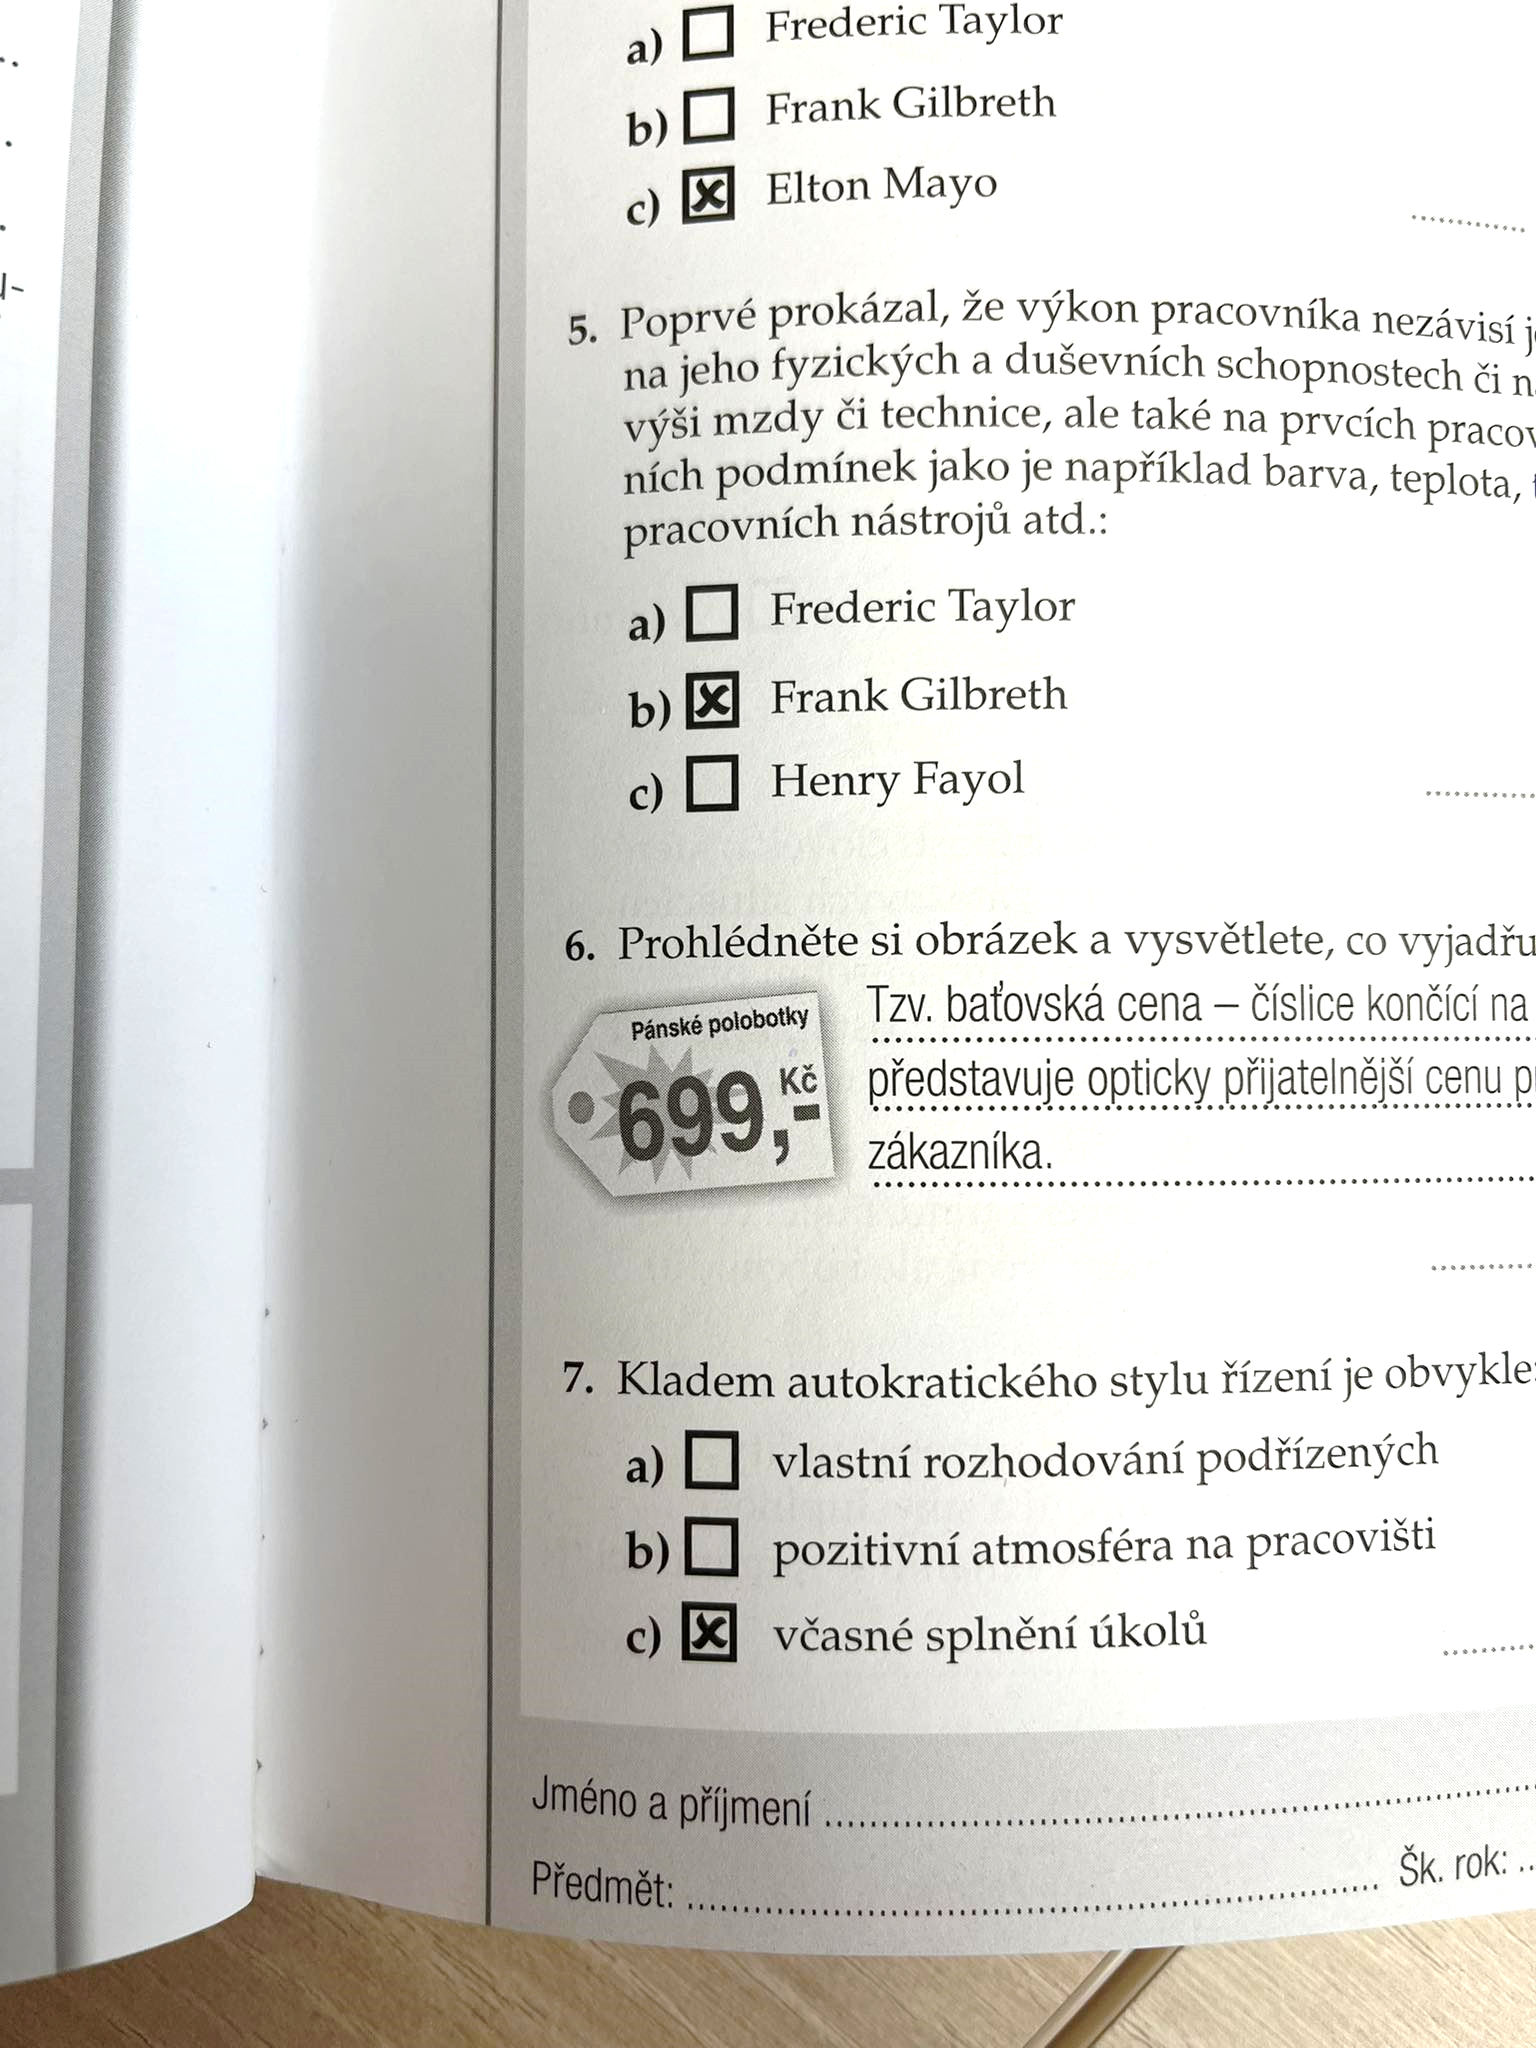 a) Frederic Taylor
b) Frank Gilbreth
c) Elton Mayo
5. Poprvé prokázal, že výkon pracovníka nezávisí
na jeho fyzických a duševních schopnostech či
výši mzdy či technice, ale také na prvcích pracov
ních podmínek jako je například barva, teplota,
pracovních nástrojů atd.:
a) Frederic Taylor
b) Frank Gilbreth
c) Henry Fayol
6. Prohlédněte si obrázek a vysvětlete, co vyjadřu
Pánské polobotky
699,- Kč
Tzv. baťovská cena – číslice končící na
představuje opticky přijatelnější cenu
zákazníka.
7. Kladem autokratického stylu řízení je obvykle:
a) vlastní rozhodování podřízených
b) pozitivní atmosféra na pracovišti
c) včasné splnění úkolů
Jméno a příjmení
Předmět: Šk. rok: